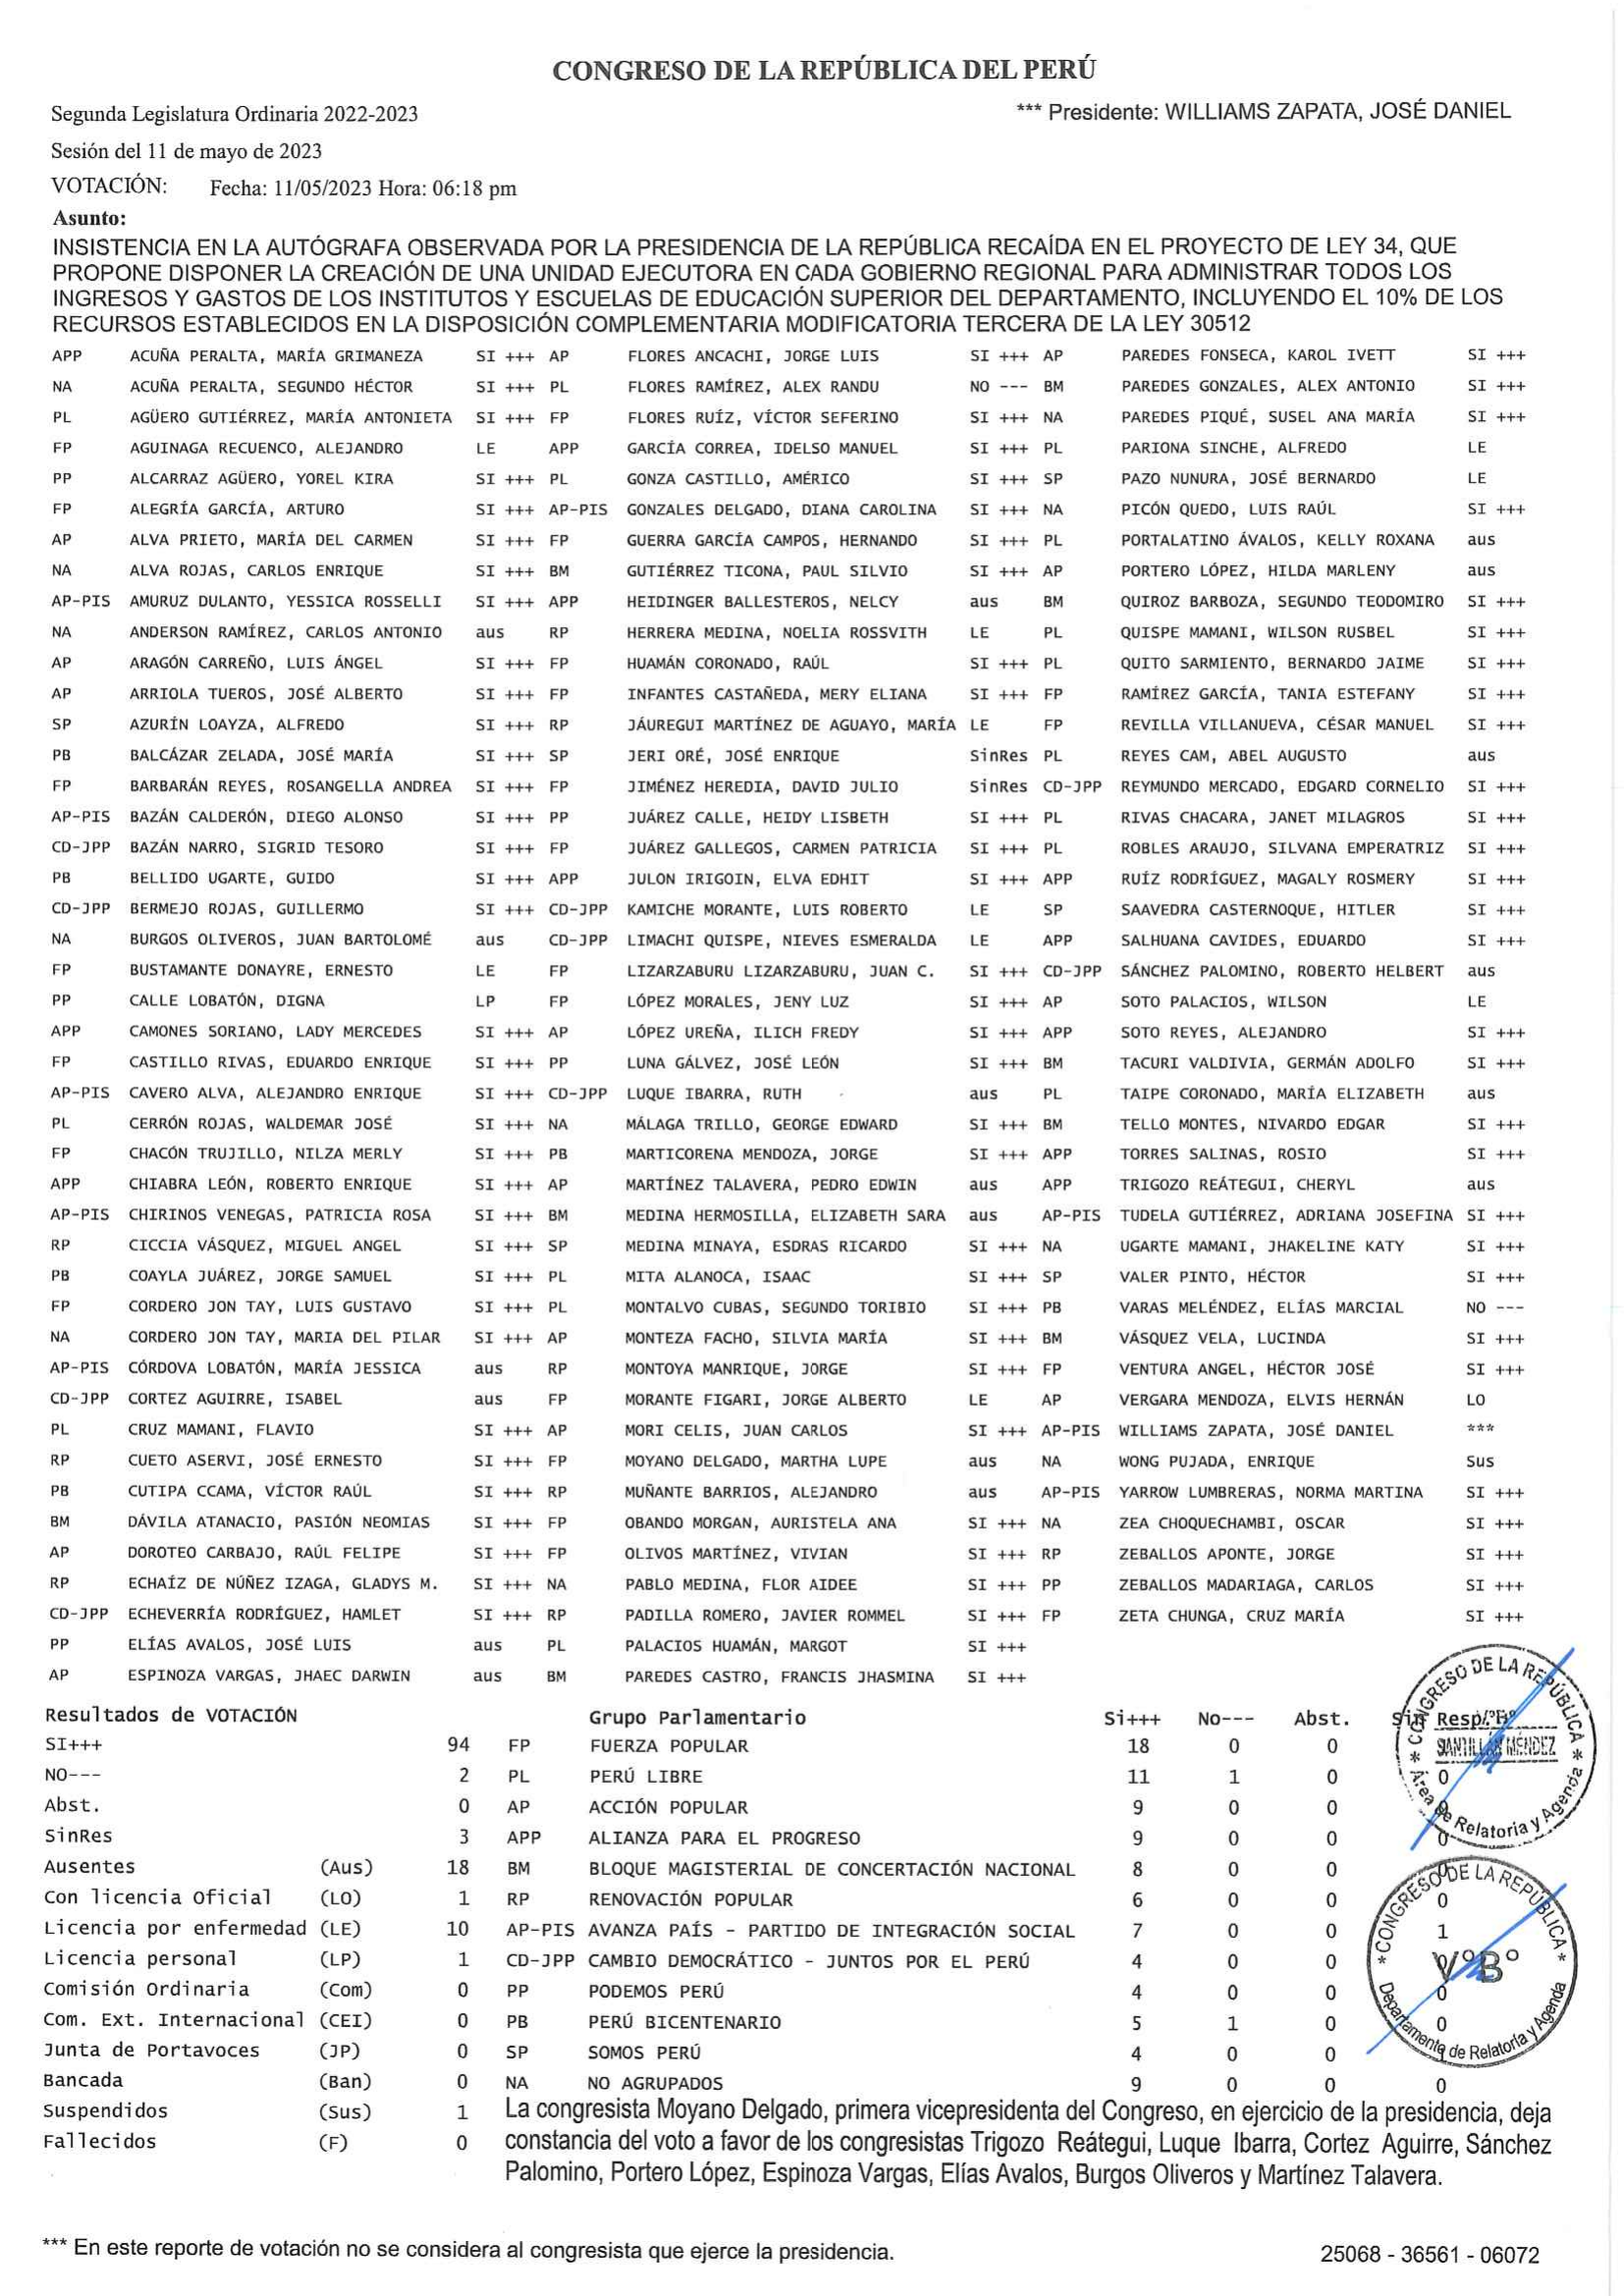 CONGRESO DE LA REPÚBLICA DEL PERÚ
Segunda Legislatura Ordinaria 2022-2023
*** Presidente: WILLIAMS ZAPATA, JOSÉ DANIEL
Sesión del 11 de mayo de 2023
VOTACIÓN: Fecha: 11/05/2023 Hora: 06:18 pm
Asunto:
INSISTENCIA EN LA AUTÓGRAFA OBSERVADA POR LA PRESIDENCIA DE LA REPÚBLICA RECAÍDA EN EL PROYECTO DE LEY 34, QUE
PROPONE DISPONER LA CREACIÓN DE UNA UNIDAD EJECUTORA EN CADA GOBIERNO REGIONAL PARA ADMINISTRAR TODOS LOS
INGRESOS Y GASTOS DE LOS INSTITUTOS Y ESCUELAS DE EDUCACIÓN SUPERIOR DEL DEPARTAMENTO, INCLUYENDO EL 10% DE LOS
RECURSOS ESTABLECIDOS EN LA DISPOSICIÓN COMPLEMENTARIA MODIFICATORIA TERCERA DE LA LEY 30512
APP ACUÑA PERALTA, MARÍA GRIMANEZA SI +++ AP FLORES ANCACHI, JORGE LUIS SI +++ AP PAREDES FONSECA, KAROL IVETT SI +++
NA ACUÑA PERALTA, SEGUNDO HÉCTOR SI +++ PL FLORES RAMÍREZ, ALEX RANDU NO --- BM PAREDES GONZALES, ALEX ANTONIO SI +++
PL AGÜERO GUTIÉRREZ, MARÍA ANTONIETA SI +++ FP FLORES RUÍZ, VÍCTOR SEFERINO SI +++ NA PAREDES PIQUÉ, SUSEL ANA MARÍA SI +++
FP AGUINAGA RECUENCO, ALEJANDRO LE APP GARCÍA CORREA, IDELSO MANUEL SI +++ PL PARIONA SINCHE, ALFREDO LE
PP ALCARRAZ AGÜERO, YOREL KIRA SI +++ PL GONZA CASTILLO, AMÉRICO SI +++ SP PAZO NUNURA, JOSÉ BERNARDO LE
FP ALEGRÍA GARCÍA, ARTURO SI +++ AP-PIS GONZALES DELGADO, DIANA CAROLINA SI +++ NA PICÓN QUEDO, LUIS RAÚL SI +++
AP ALVA PRIETO, MARÍA DEL CARMEN SI +++ FP GUERRA GARCÍA CAMPOS, HERNANDO SI +++ PL PORTALATINO ÁVALOS, KELLY ROXANA aus
NA ALVA ROJAS, CARLOS ENRIQUE SI +++ BM GUTIÉRREZ TICONA, PAUL SILVIO SI +++ AP PORTERO LÓPEZ, HILDA MARLENY aus
AP-PIS AMURUZ DULANTO, YESSICA ROSSELLI SI +++ APP HEIDINGER BALLESTEROS, NELCY aus BM QUIROZ BARBOZA, SEGUNDO TEODOMIRO SI +++
NA ANDERSON RAMÍREZ, CARLOS ANTONIO aus RP HERRERA MEDINA, NOELIA ROSSVITH LE PL QUISPE MAMANI, WILSON RUSBEL SI +++
AP ARAGÓN CARREÑO, LUIS ÁNGEL SI +++ FP HUAMÁN CORONADO, RAÚL SI +++ PL QUITO SARMIENTO, BERNARDO JAIME SI +++
AP ARRIOLA TUEROS, JOSÉ ALBERTO SI +++ FP INFANTES CASTAÑEDA, MERY ELIANA SI +++ FP RAMÍREZ GARCÍA, TANIA ESTEFANY SI +++
SP AZURÍN LOAYZA, ALFREDO SI +++ RP JÁUREGUI MARTÍNEZ DE AGUAYO, MARÍA LE FP REVILLA VILLANUEVA, CÉSAR MANUEL SI +++
PB BALCÁZAR ZELADA, JOSÉ MARÍA SI +++ SP JERI ORÉ, JOSÉ ENRIQUE SinRes PL REYES CAM, ABEL AUGUSTO aus
FP BARBARÁN REYES, ROSANGELLA ANDREA SI +++ FP JIMÉNEZ HEREDIA, DAVID JULIO SinRes CD-JPP REYMUNDO MERCADO, EDGARD CORNELIO SI +++
AP-PIS BAZÁN CALDERÓN, DIEGO ALONSO SI +++ PP JUÁREZ CALLE, HEIDY LISBETH SI +++ PL RIVAS CHACARA, JANET MILAGROS SI +++
CD-JPP BAZÁN NARRO, SIGRID TESORO SI +++ FP JUÁREZ GALLEGOS, CARMEN PATRICIA SI +++ PL ROBLES ARAUJO, SILVANA EMPERATRIZ SI +++
PB BELLIDO UGARTE, GUIDO SI +++ APP JULON IRIGOIN, ELVA EDHIT SI +++ APP RUÍZ RODRÍGUEZ, MAGALY ROSMERY SI +++
CD-JPP BERMEJO ROJAS, GUILLERMO SI +++ CD-JPP KAMICHE MORANTE, LUIS ROBERTO LE SP SAAVEDRA CASTERNOQUE, HITLER SI +++
NA BURGOS OLIVEROS, JUAN BARTOLOMÉ aus CD-JPP LIMACHI QUISPE, NIEVES ESMERALDA LE APP SALHUANA CAVIDES, EDUARDO SI +++
FP BUSTAMANTE DONAYRE, ERNESTO LE FP LIZARZABURU LIZARZABURU, JUAN C. SI +++ CD-JPP SÁNCHEZ PALOMINO, ROBERTO HELBERT aus
PP CALLE LOBATÓN, DIGNA LP FP LÓPEZ MORALES, JENY LUZ SI +++ AP SOTO PALACIOS, WILSON LE
APP CAMONES SORIANO, LADY MERCEDES SI +++ AP LÓPEZ UREÑA, ILICH FREDY SI +++ APP SOTO REYES, ALEJANDRO SI +++
FP CASTILLO RIVAS, EDUARDO ENRIQUE SI +++ PP LUNA GÁLVEZ, JOSÉ LEÓN SI +++ BM TACURI VALDIVIA, GERMÁN ADOLFO SI +++
AP-PIS CAVERO ALVA, ALEJANDRO ENRIQUE SI +++ CD-JPP LUQUE IBARRA, RUTH aus PL TAIPE CORONADO, MARÍA ELIZABETH aus
PL CERRÓN ROJAS, WALDEMAR JOSÉ SI +++ NA MÁLAGA TRILLO, GEORGE EDWARD SI +++ BM TELLO MONTES, NIVARDO EDGAR SI +++
FP CHACÓN TRUJILLO, NILZA MERLY SI +++ PB MARTICORENA MENDOZA, JORGE SI +++ APP TORRES SALINAS, ROSIO SI +++
APP CHIABRA LEÓN, ROBERTO ENRIQUE SI +++ AP MARTÍNEZ TALAVERA, PEDRO EDWIN aus APP TRIGOZO REÁTEGUI, CHERYL aus
AP-PIS CHIRINOS VENEGAS, PATRICIA ROSA SI +++ BM MEDINA HERMOSILLA, ELIZABETH SARA aus AP-PIS TUDELA GUTIÉRREZ, ADRIANA JOSEFINA SI +++
RP CICCIA VÁSQUEZ, MIGUEL ANGEL SI +++ SP MEDINA MINAYA, ESDRAS RICARDO SI +++ NA UGARTE MAMANI, JHAKELINE KATY SI +++
PB COAYLA JUÁREZ, JORGE SAMUEL SI +++ PL MITA ALANOCA, ISAAC SI +++ SP VALER PINTO, HÉCTOR SI +++
FP CORDERO JON TAY, LUIS GUSTAVO SI +++ PL MONTALVO CUBAS, SEGUNDO TORIBIO SI +++ PB VARAS MELÉNDEZ, ELÍAS MARCIAL NO ---
NA CORDERO JON TAY, MARIA DEL PILAR SI +++ AP MONTEZA FACHO, SILVIA MARÍA SI +++ BM VÁSQUEZ VELA, LUCINDA SI +++
AP-PIS CÓRDOVA LOBATÓN, MARÍA JESSICA aus RP MONTOYA MANRIQUE, JORGE SI +++ FP VENTURA ANGEL, HÉCTOR JOSÉ SI +++
CD-JPP CORTEZ AGUIRRE, ISABEL aus FP MORANTE FIGARI, JORGE ALBERTO LE AP VERGARA MENDOZA, ELVIS HERNÁN LO
PL CRUZ MAMANI, FLAVIO SI +++ AP MORI CELIS, JUAN CARLOS SI +++ AP-PIS WILLIAMS ZAPATA, JOSÉ DANIEL ***
RP CUETO ASERVI, JOSÉ ERNESTO SI +++ FP MOYANO DELGADO, MARTHA LUPE aus NA WONG PUJADA, ENRIQUE Sus
PB CUTIPA CCAMA, VÍCTOR RAÚL SI +++ RP MUÑANTE BARRIOS, ALEJANDRO aus AP-PIS YARROW LUMBRERAS, NORMA MARTINA SI +++
BM DÁVILA ATANACIO, PASIÓN NEOMIAS SI +++ FP OBANDO MORGAN, AURISTELA ANA SI +++ NA ZEA CHOQUECHAMBI, OSCAR SI +++
AP DOROTEO CARBAJO, RAÚL FELIPE SI +++ FP OLIVOS MARTÍNEZ, VIVIAN SI +++ RP ZEBALLOS APONTE, JORGE SI +++
RP ECHAÍZ DE NÚÑEZ IZAGA, GLADYS M. SI +++ NA PABLO MEDINA, FLOR AIDEE SI +++ PP ZEBALLOS MADARIAGA, CARLOS SI +++
CD-JPP ECHEVERRÍA RODRÍGUEZ, HAMLET SI +++ RP PADILLA ROMERO, JAVIER ROMMEL SI +++ FP ZETA CHUNGA, CRUZ MARÍA SI +++
PP ELÍAS AVALOS, JOSÉ LUIS aus PL PALACIOS HUAMÁN, MARGOT SI +++
AP ESPINOZA VARGAS, JHAEC DARWIN aus BM PAREDES CASTRO, FRANCIS JHASMINA SI +++
Resultados de VOTACIÓN Grupo Parlamentario Si+++ No--- Abst. Sin Resp.
SI+++ 94 FP FUERZA POPULAR 18 0 0
NO--- 2 PL PERÚ LIBRE 11 1 0 0
Abst. 0 AP ACCIÓN POPULAR 9 0 0 0
SinRes 3 APP ALIANZA PARA EL PROGRESO 9 0 0 0
Ausentes (Aus) 18 BM BLOQUE MAGISTERIAL DE CONCERTACIÓN NACIONAL 8 0 0 0
Con licencia Oficial (LO) 1 RP RENOVACIÓN POPULAR 6 0 0 0
Licencia por enfermedad (LE) 10 AP-PIS AVANZA PAÍS - PARTIDO DE INTEGRACIÓN SOCIAL 7 0 0 1
Licencia personal (LP) 1 CD-JPP CAMBIO DEMOCRÁTICO - JUNTOS POR EL PERÚ 4 0 0
Comisión Ordinaria (Com) 0 PP PODEMOS PERÚ 4 0 0 0
Com. Ext. Internacional (CEI) 0 PB PERÚ BICENTENARIO 5 1 0 0
Junta de Portavoces (JP) 0 SP SOMOS PERÚ 4 0 0 1
Bancada (Ban) 0 NA NO AGRUPADOS 9 0 0 0
Suspendidos (Sus) 1
Fallecidos (F) 0
La congresista Moyano Delgado, primera vicepresidenta del Congreso, en ejercicio de la presidencia, deja
constancia del voto a favor de los congresistas Trigozo Reátegui, Luque Ibarra, Cortez Aguirre, Sánchez
Palomino, Portero López, Espinoza Vargas, Elías Avalos, Burgos Oliveros y Martínez Talavera.
CONGRESO DE LA REPÚBLICA
SANTILLÁN MÉNDEZ
Área de Relatoria y Agenda
CONGRESO DE LA REPÚBLICA
V°B°
Departamento de Relatoría y Agenda
*** En este reporte de votación no se considera al congresista que ejerce la presidencia.
25068 - 36561 - 06072